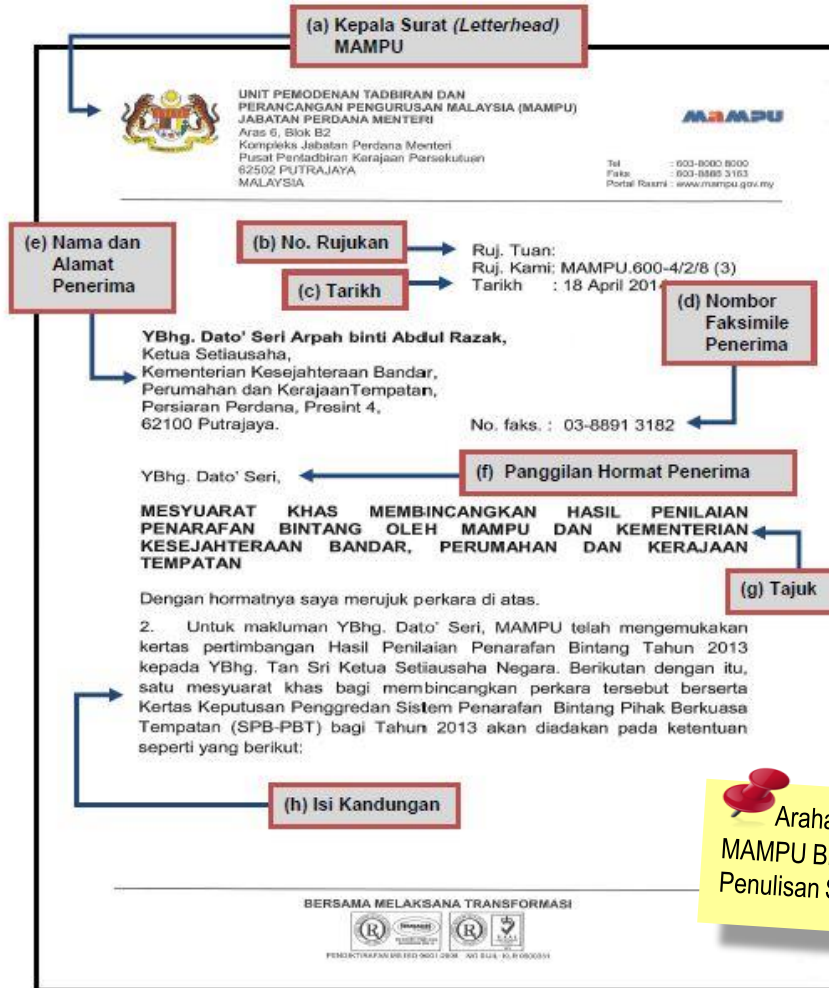 (a) Kepala Surat (Letterhead)
MAMPU
UNIT PEMODENAN TADBIRAN DAN
PERANCANGAN PENGURUSAN MALAYSIA (MAMPU)
JABATAN PERDANA MENTERI
Aras 6, Blok B2
Kompleks Jabatan Perdana Menteri
Pusat Pentadbiran Kerajaan Persekutuan
62502 PUTRAJAYA
MALAYSIA
MAMPU
Tel : 603-8000 8000
Faks : 603-8888 3163
Portal Rasmi : www.mampu.gov.my
(e) Nama dan
Alamat
Penerima
(b) No. Rujukan
(c) Tarikh
Ruj. Tuan:
Ruj. Kami: MAMPU.600-4/2/8 (3)
Tarikh : 18 April 2014
(d) Nombor
Faksimile
Penerima
YBhg. Dato' Seri Arpah binti Abdul Razak,
Ketua Setiausaha,
Kementerian Kesejahteraan Bandar,
Perumahan dan KerajaanTempatan,
Persiaran Perdana, Presint 4,
62100 Putrajaya.
No. faks. : 03-8891 3182
YBhg. Dato' Seri,
(f) Panggilan Hormat Penerima
MESYUARAT KHAS MEMBINCANGKAN HASIL PENILAIAN
PENARAFAN BINTANG OLEH MAMPU DAN KEMENTERIAN
KESEJAHTERAAN BANDAR, PERUMAHAN DAN KERAJAAN
TEMPATAN
(g) Tajuk
Dengan hormatnya saya merujuk perkara di atas.
2. Untuk makluman YBhg. Dato' Seri, MAMPU telah mengemukakan
kertas pertimbangan Hasil Penilaian Penarafan Bintang Tahun 2013
kepada YBhg. Tan Sri Ketua Setiausaha Negara. Berikutan dengan itu,
satu mesyuarat khas bagi membincangkan perkara tersebut berserta
Kertas Keputusan Penggredan Sistem Penarafan Bintang Pihak Berkuasa
Tempatan (SPB-PBT) bagi Tahun 2013 akan diadakan pada ketentuan
seperti yang berikut:
(h) Isi Kandungan
Araha
MAMPU B
Penulisan S
BERSAMA MELAKSANA TRANSFORMASI